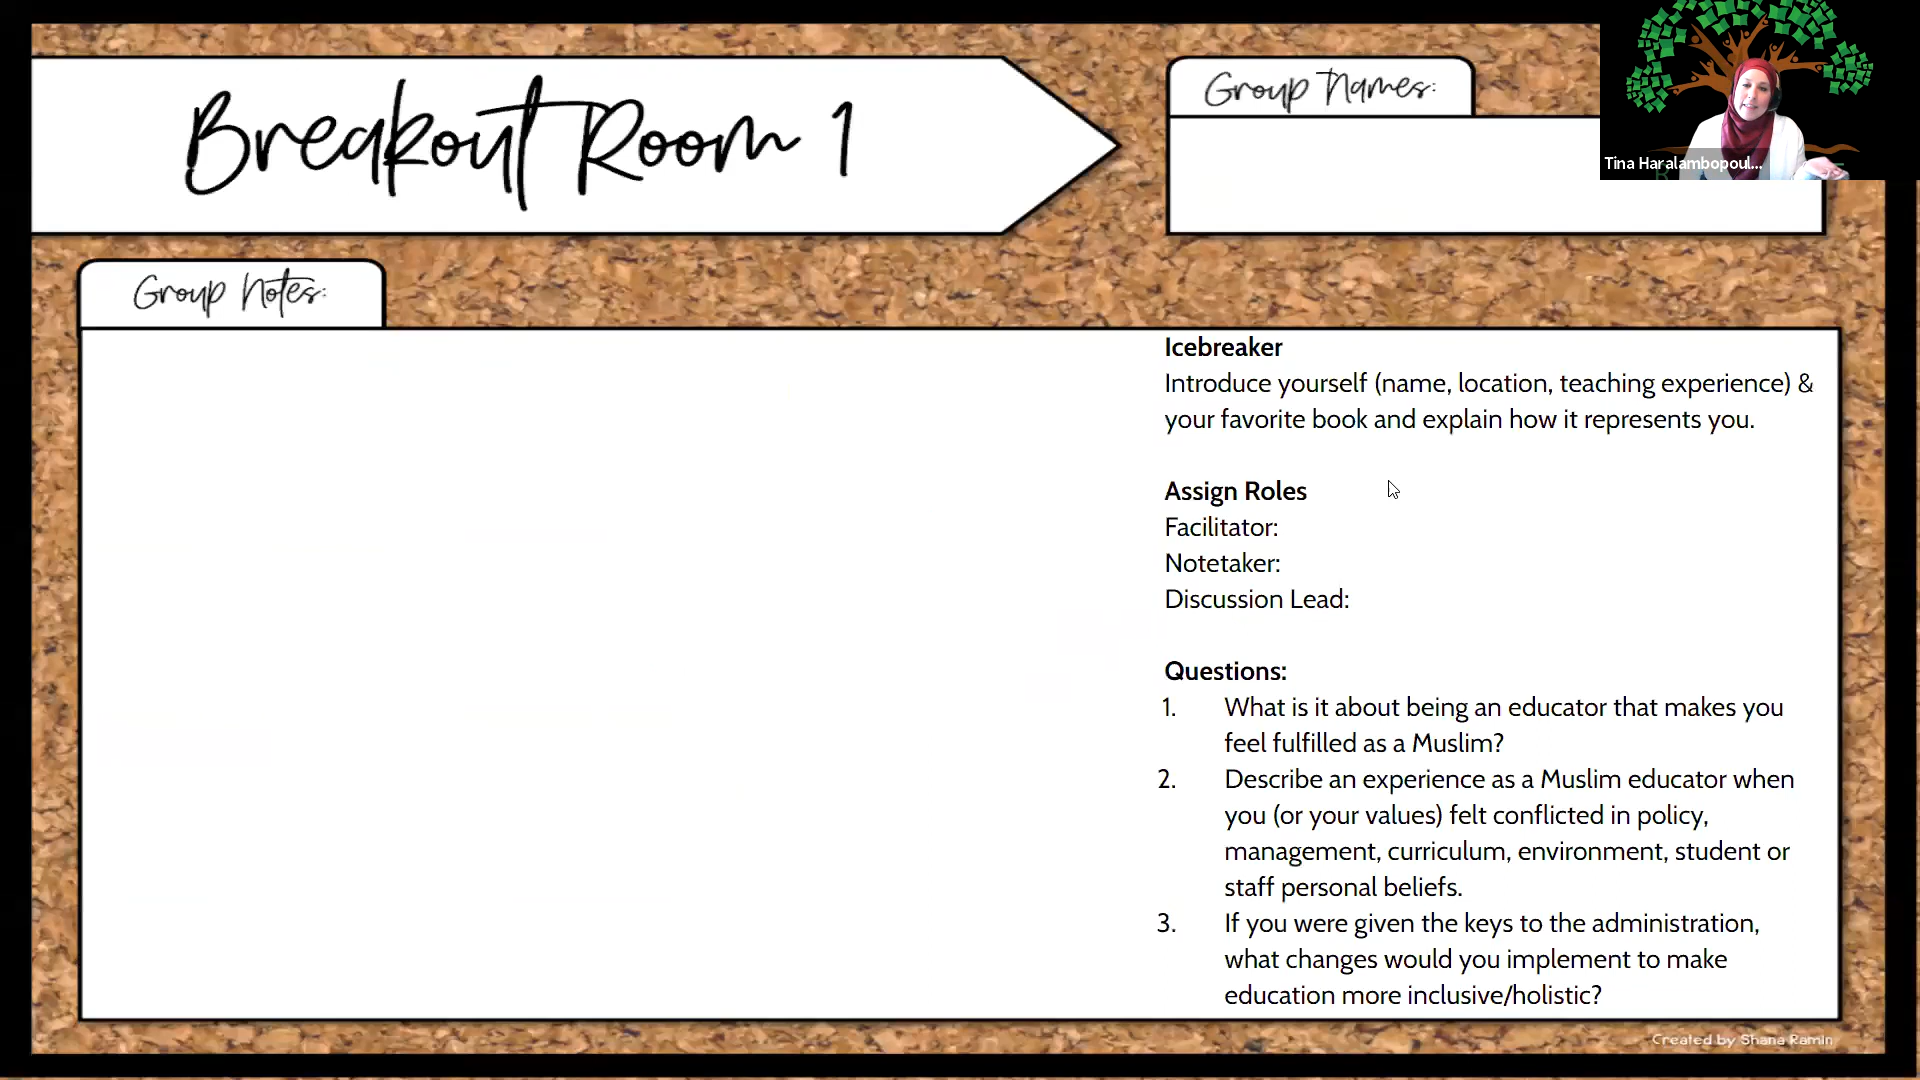 Breakout Room 1
Group Names:
Tina Haralambopoul...
Group Notes:
Icebreaker
Introduce yourself (name, location, teaching experience) &
your favorite book and explain how it represents you.
Assign Roles
Facilitator:
Notetaker:
Discussion Lead:
Questions:
1. What is it about being an educator that makes you
feel fulfilled as a Muslim?
2. Describe an experience as a Muslim educator when
you (or your values) felt conflicted in policy,
management, curriculum, environment, student or
staff personal beliefs.
3. If you were given the keys to the administration,
what changes would you implement to make
education more inclusive/holistic?
Created by Shana Ramin